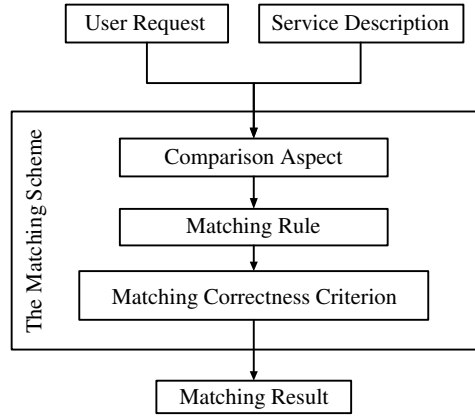 User Request
Service Description
The Matching Scheme
Comparison Aspect
Matching Rule
Matching Correctness Criterion
Matching Result